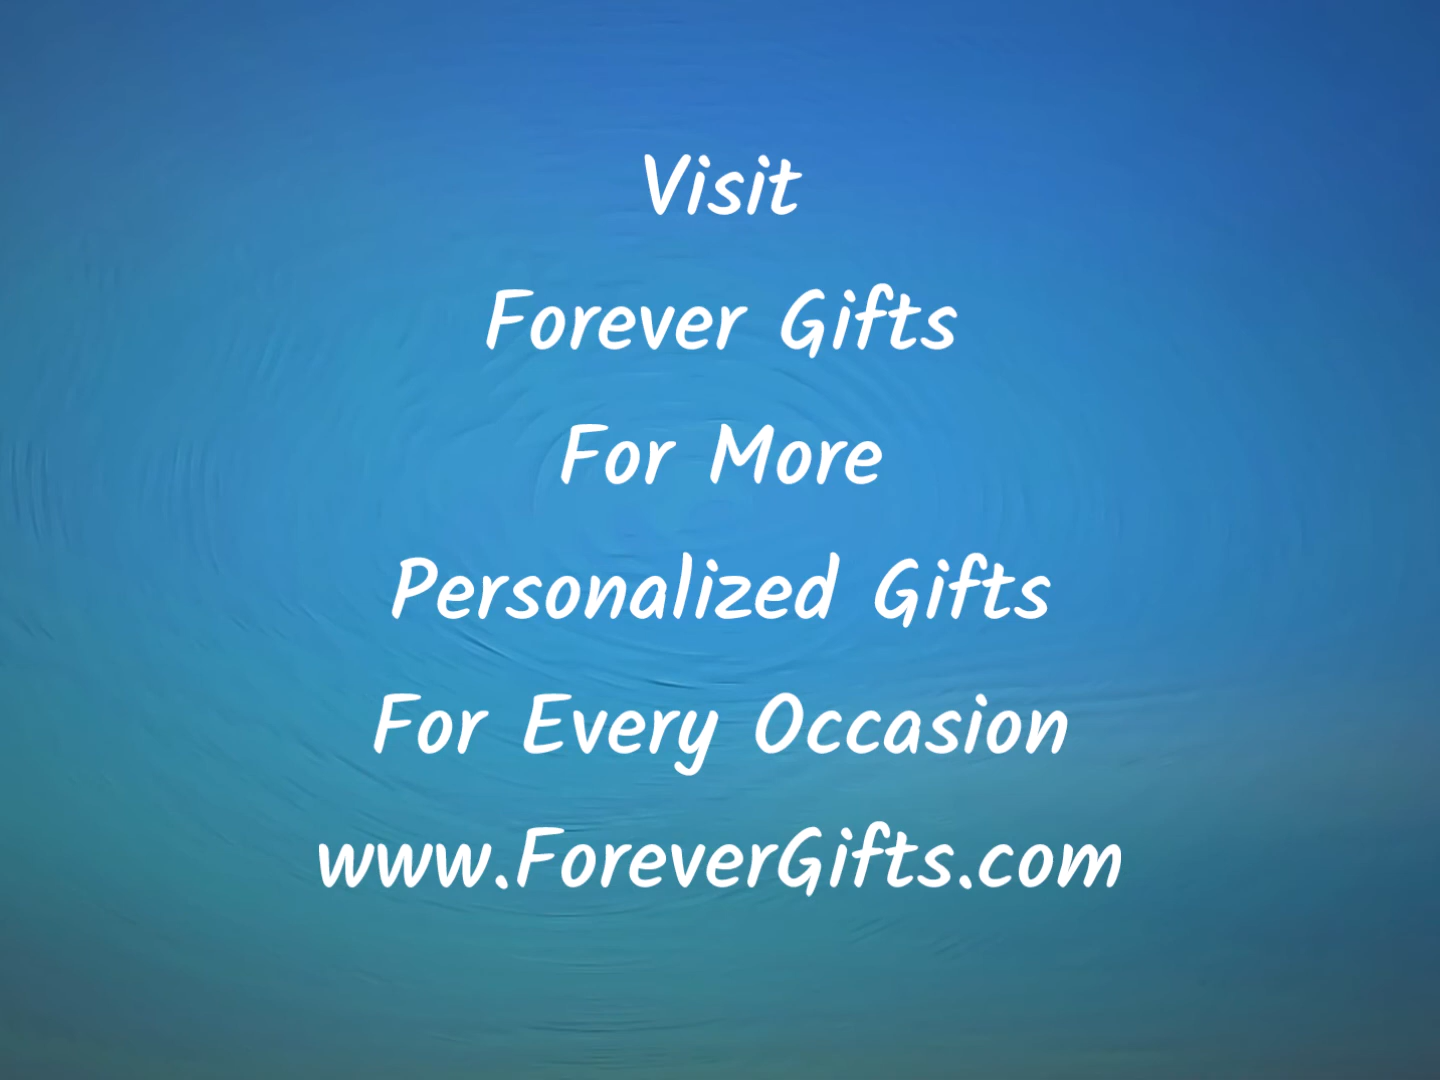 Visit
Forever Gifts
For More
Personalized Gifts
For Every Occasion
www.ForeverGifts.com